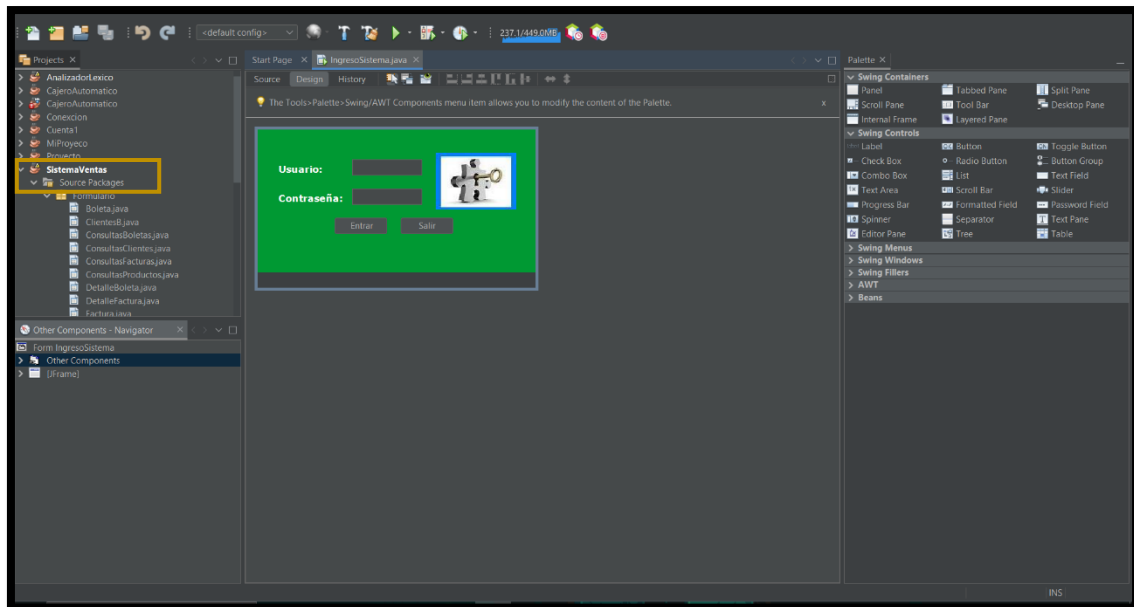 <default config>
237.1/449.0MB
Projects
AnalizadorLexico
CajeroAutomatico
CajeroAutomatico
Conexcion
Cuenta1
MiProyeco
Proyecto
SistemaVentas
Source Packages
Formulario
Boleta.java
ClientesB.java
ConsultasBoletas.java
ConsultasClientes.java
ConsultasFacturas.java
ConsultasProductos.java
DetalleBoleta.java
DetalleFactura.java
Factura.java
Other Components - Navigator
Form IngresoSistema
Other Components
[JFrame]
Start Page IngresoSistema.java
Source Design History
The Tools>Palette>Swing/AWT Components menu item allows you to modify the content of the Palette. x
Usuario:
Contraseña:
Entrar Salir
Palette
Swing Containers
Panel Tabbed Pane Split Pane
Scroll Pane Tool Bar Desktop Pane
Internal Frame Layered Pane
Swing Controls
Label Button Toggle Button
Check Box Radio Button Button Group
Combo Box List Text Field
Text Area Scroll Bar Slider
Progress Bar Formatted Field Password Field
Spinner Separator Text Pane
Editor Pane Tree Table
Swing Menus
Swing Windows
Swing Fillers
AWT
Beans
INS